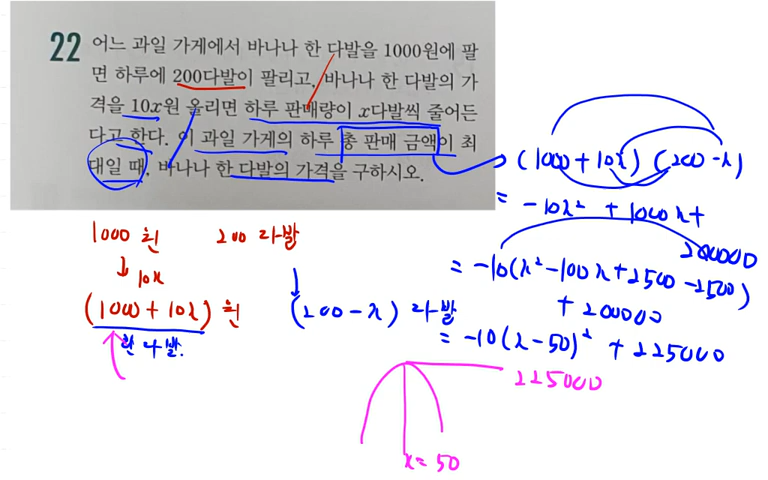 22 어느 과일 가게에서 바나나 한 다발을 1000원에 팔
면 하루에 200다발이 팔리고, 바나나 한 다발의 가
격을 10x원 올리면 하루 판매량이 x다발씩 줄어든
다고 한다. 이 과일 가게의 하루 총 판매 금액이 최
대일 때, 바나나 한 다발의 가격을 구하시오.
(1000+10x)(200-x)
= -10x² + 1000x +
200000
= -10(x²-100x+2500-2500)
+200000
= -10(x-50)² + 225000
1000원 200다발
↓10x ↓
(1000+10x)원 (200-x)다발
한 다발.
225000
x=50